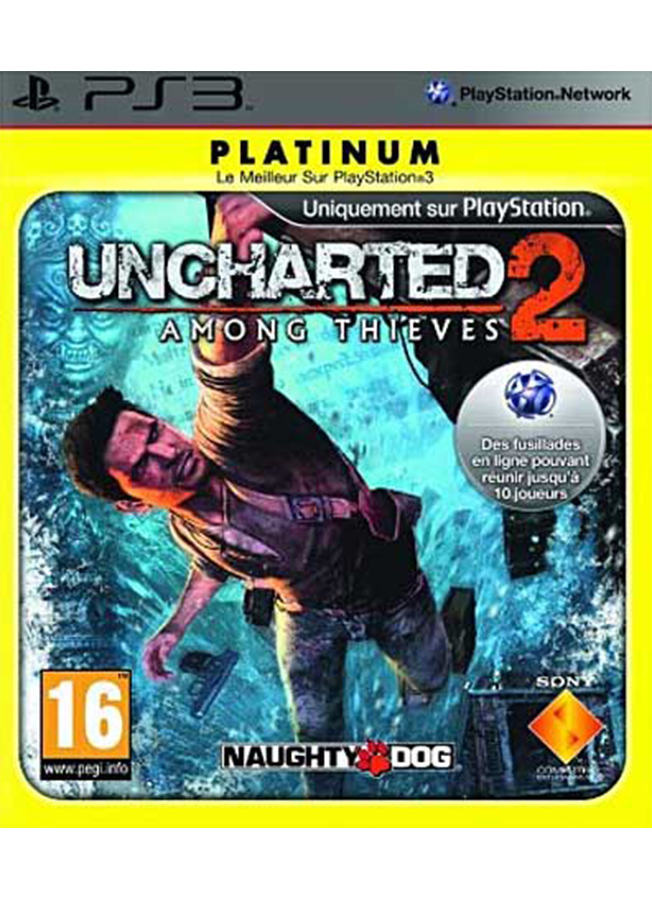 PS3
PlayStation®Network
PLATINUM
Le Meilleur Sur PlayStation®3
Uniquement sur PlayStation®
UNCHARTED 2
AMONG THIEVES
Des fusillades
en ligne pouvant
réunir jusqu'à
10 joueurs
16
www.pegi.info
NAUGHTY DOG
SONY
COMPUTER